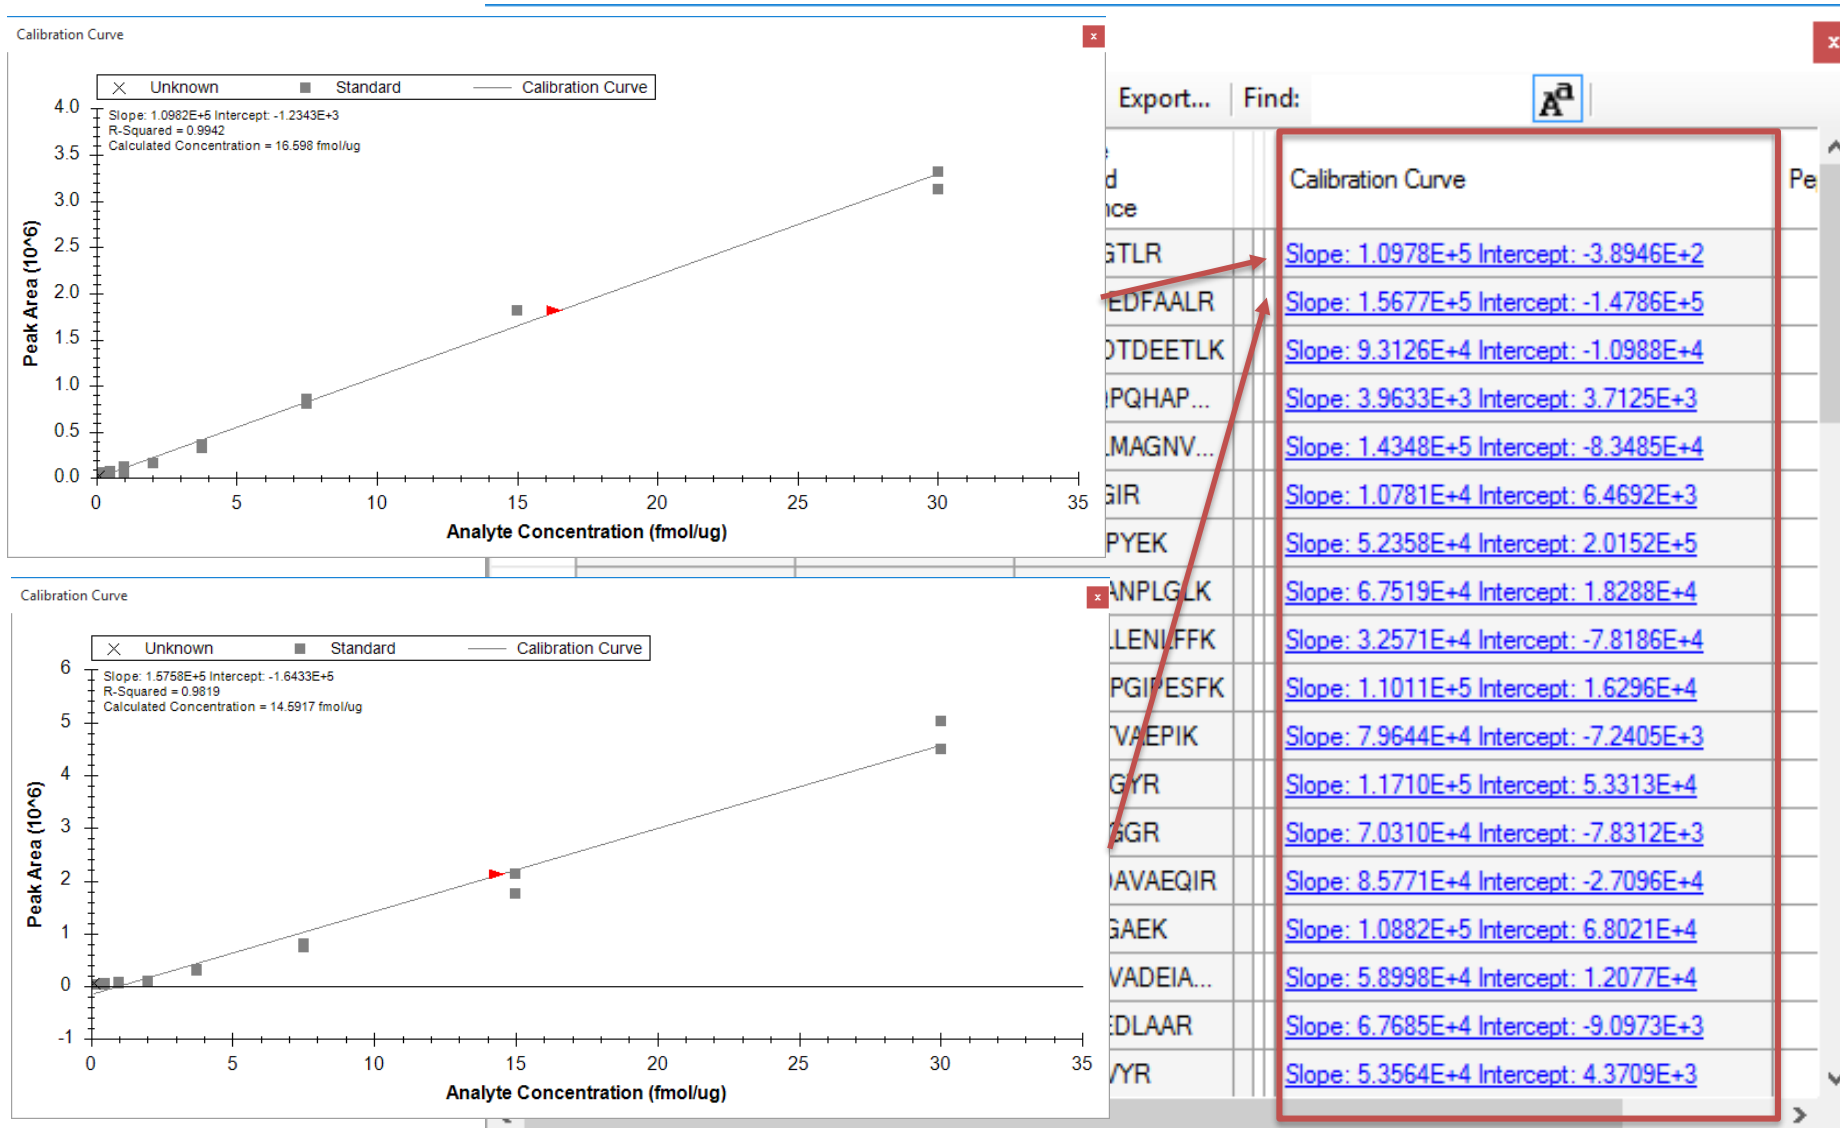 Calibration Curve
x
Unknown Standard Calibration Curve
Slope: 1.0982E+5 Intercept: -1.2343E+3
R-Squared = 0.9942
Calculated Concentration = 16.598 fmol/ug
Peak Area (10^6)
4.0
3.5
3.0
2.5
2.0
1.5
1.0
0.5
0.0
0 5 10 15 20 25 30 35
Analyte Concentration (fmol/ug)
Calibration Curve
x
Unknown Standard Calibration Curve
Slope: 1.5758E+5 Intercept: -1.6433E+5
R-Squared = 0.9819
Calculated Concentration = 14.5917 fmol/ug
Peak Area (10^6)
6
5
4
3
2
1
0
-1
0 5 10 15 20 25 30 35
Analyte Concentration (fmol/ug)
x
Export... Find: Aa
d
nce
Calibration Curve Pe
GTLR Slope: 1.0978E+5 Intercept: -3.8946E+2
EDFAALR Slope: 1.5677E+5 Intercept: -1.4786E+5
DTDEETLK Slope: 9.3126E+4 Intercept: -1.0988E+4
PQHAP... Slope: 3.9633E+3 Intercept: 3.7125E+3
LMAGNV... Slope: 1.4348E+5 Intercept: -8.3485E+4
GIR Slope: 1.0781E+4 Intercept: 6.4692E+3
PYEK Slope: 5.2358E+4 Intercept: 2.0152E+5
ANPLGLK Slope: 6.7519E+4 Intercept: 1.8288E+4
LLENLFFK Slope: 3.2571E+4 Intercept: -7.8186E+4
PGIPESFK Slope: 1.1011E+5 Intercept: 1.6296E+4
TVAEPIK Slope: 7.9644E+4 Intercept: -7.2405E+3
GYR Slope: 1.1710E+5 Intercept: 5.3313E+4
GGR Slope: 7.0310E+4 Intercept: -7.8312E+3
AVAEQIR Slope: 8.5771E+4 Intercept: -2.7096E+4
GAEK Slope: 1.0882E+5 Intercept: 6.8021E+4
VADEIA... Slope: 5.8998E+4 Intercept: 1.2077E+4
EDLAAR Slope: 6.7685E+4 Intercept: -9.0973E+3
VYR Slope: 5.3564E+4 Intercept: 4.3709E+3